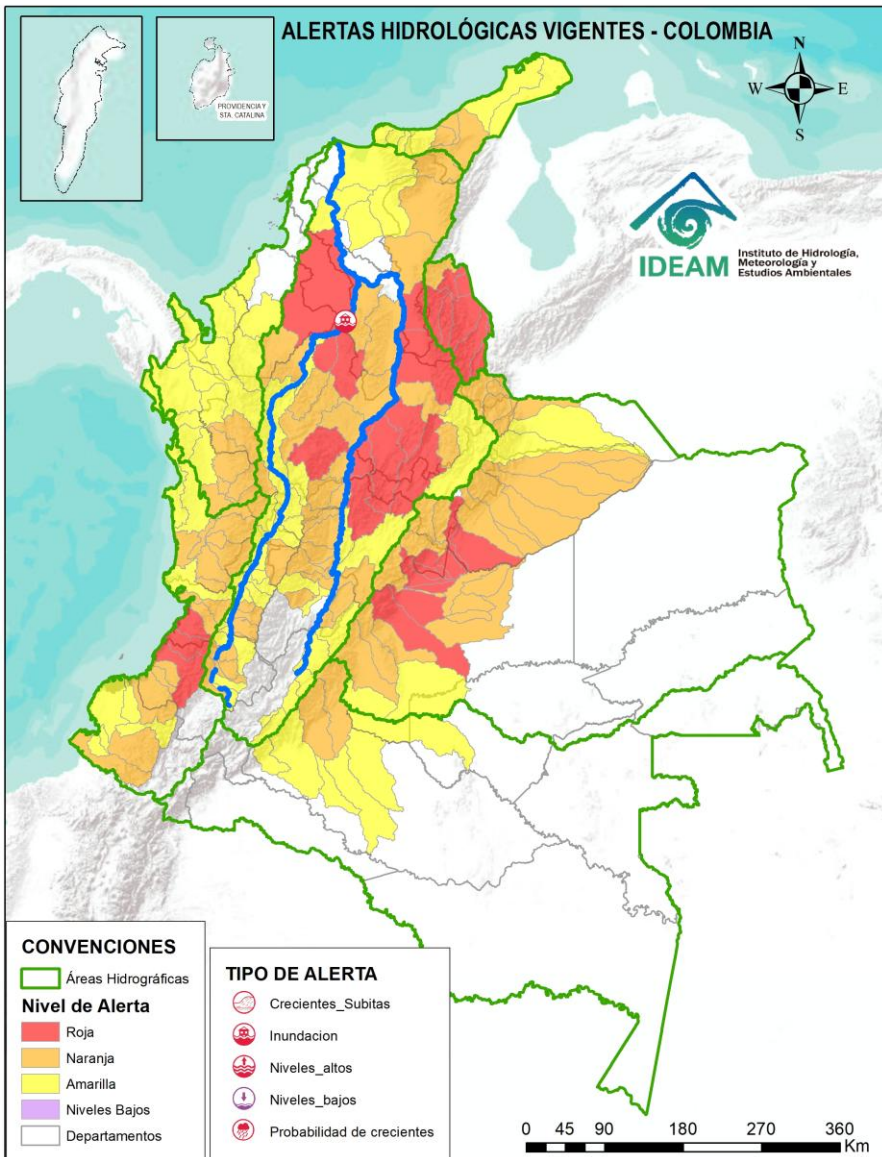 ALERTAS HIDROLÓGICAS VIGENTES - COLOMBIA
PROVIDENCIA Y
STA. CATALINA
N
W
E
S
IDEAM
Instituto de Hidrología,
Meteorología y
Estudios Ambientales
CONVENCIONES
Áreas Hidrográficas
Nivel de Alerta
Roja
Naranja
Amarilla
Niveles Bajos
Departamentos
TIPO DE ALERTA
Crecientes_Subitas
Inundacion
Niveles_altos
Niveles_bajos
Probabilidad de crecientes
0 45 90 180 270 360
Km